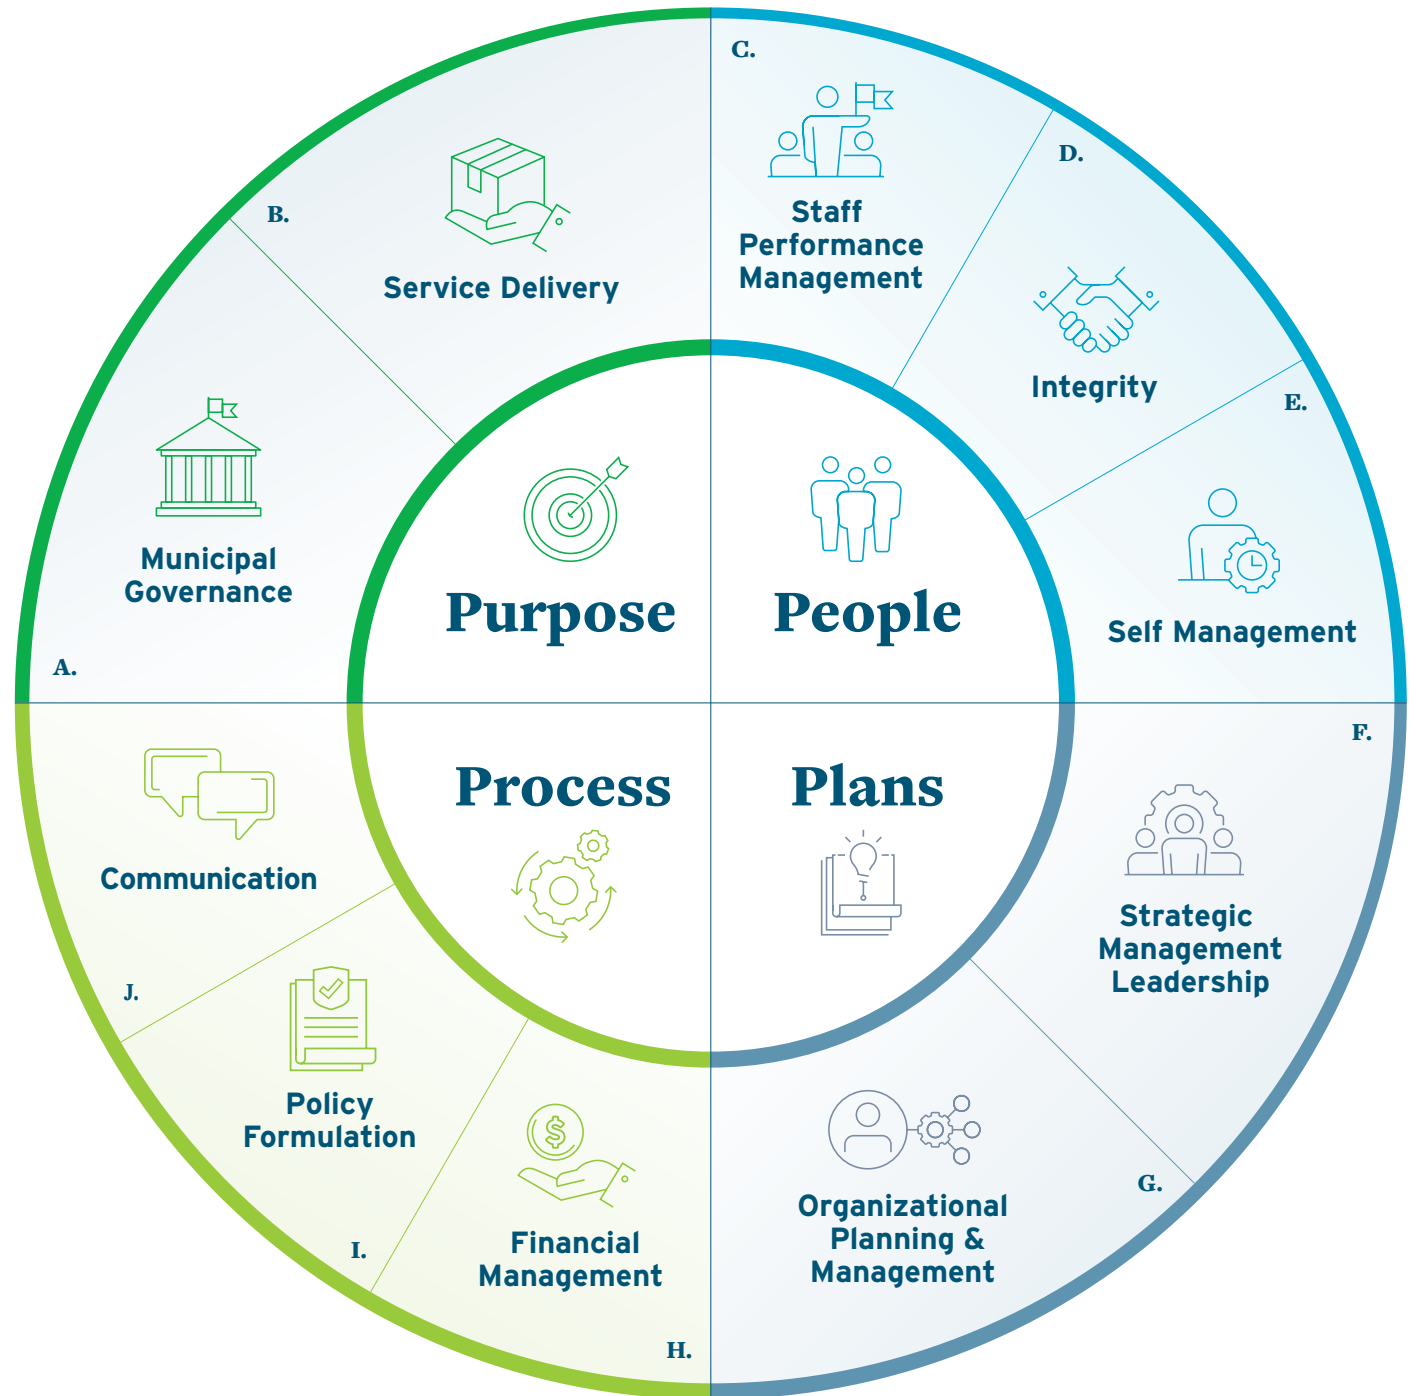 A.
Municipal
Governance
B.
Service Delivery
C.
Staff
Performance
Management
D.
Integrity
E.
Self Management
Purpose
People
Process
Plans
F.
Strategic
Management
Leadership
G.
Organizational
Planning &
Management
H.
Financial
Management
$
I.
Policy
Formulation
J.
Communication